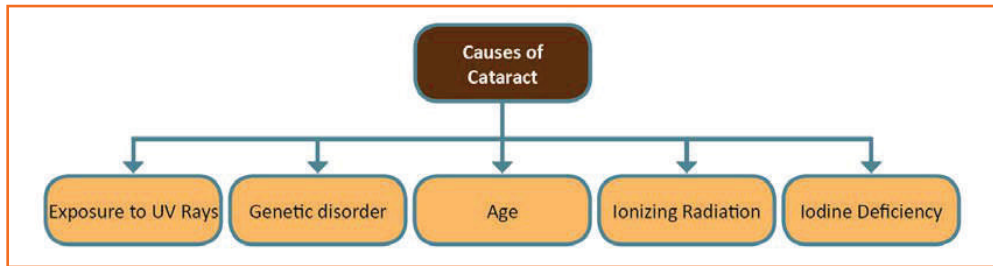 Causes of
Cataract
Exposure to UV Rays
Genetic disorder
Age
Ionizing Radiation
Iodine Deficiency